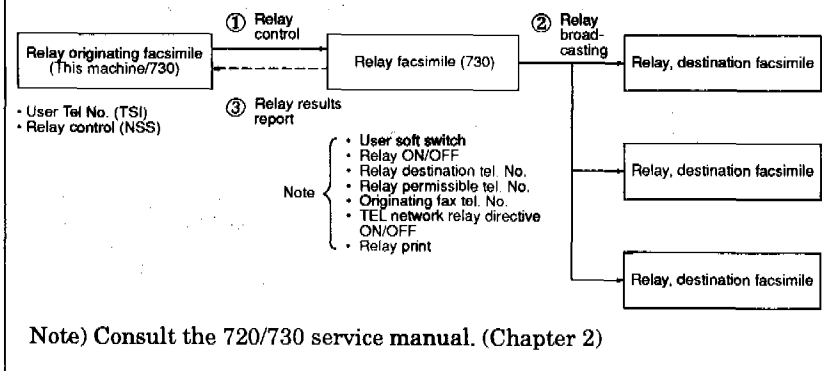 ① Relay
control
② Relay
broad-
casting
Relay originating facsimile
(This machine/730)
Relay facsimile (730)
Relay, destination facsimile
• User Tel No. (TSI)
• Relay control (NSS)
③ Relay results
report
Note
• User soft switch
• Relay ON/OFF
• Relay destination tel. No.
• Relay permissible tel. No.
• Originating fax tel. No.
• TEL network relay directive
ON/OFF
• Relay print
Relay, destination facsimile
Relay, destination facsimile
Note) Consult the 720/730 service manual. (Chapter 2)